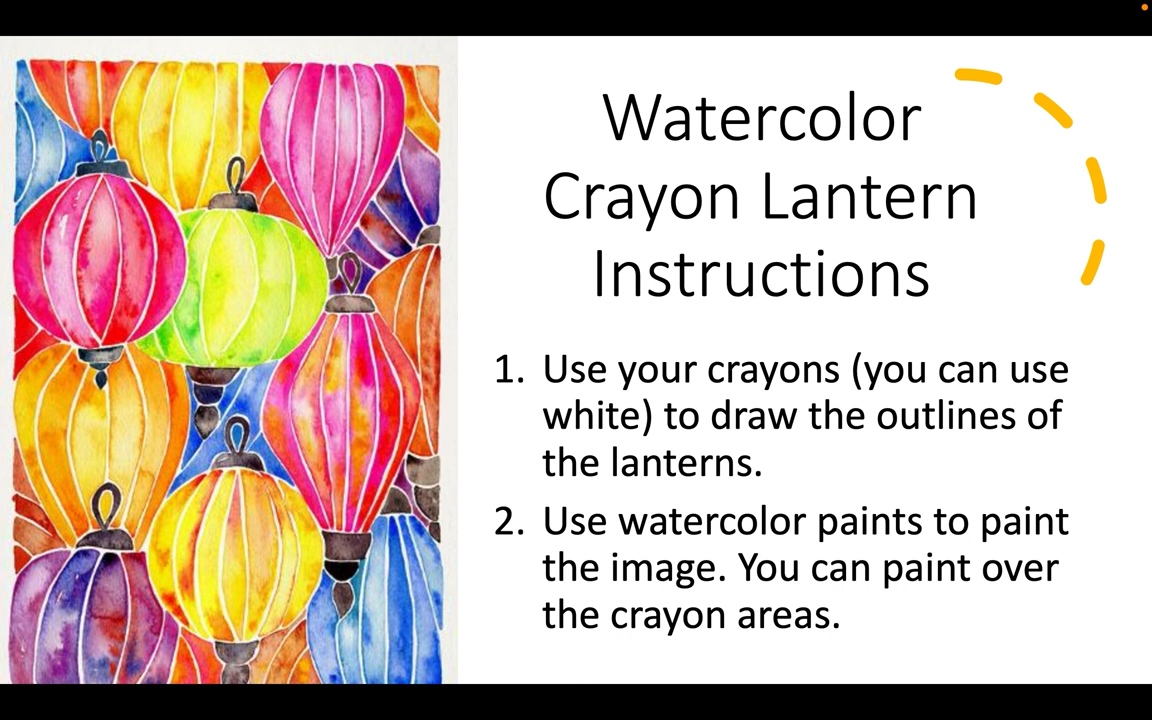 Watercolor
Crayon Lantern
Instructions
1. Use your crayons (you can use
white) to draw the outlines of
the lanterns.
2. Use watercolor paints to paint
the image. You can paint over
the crayon areas.